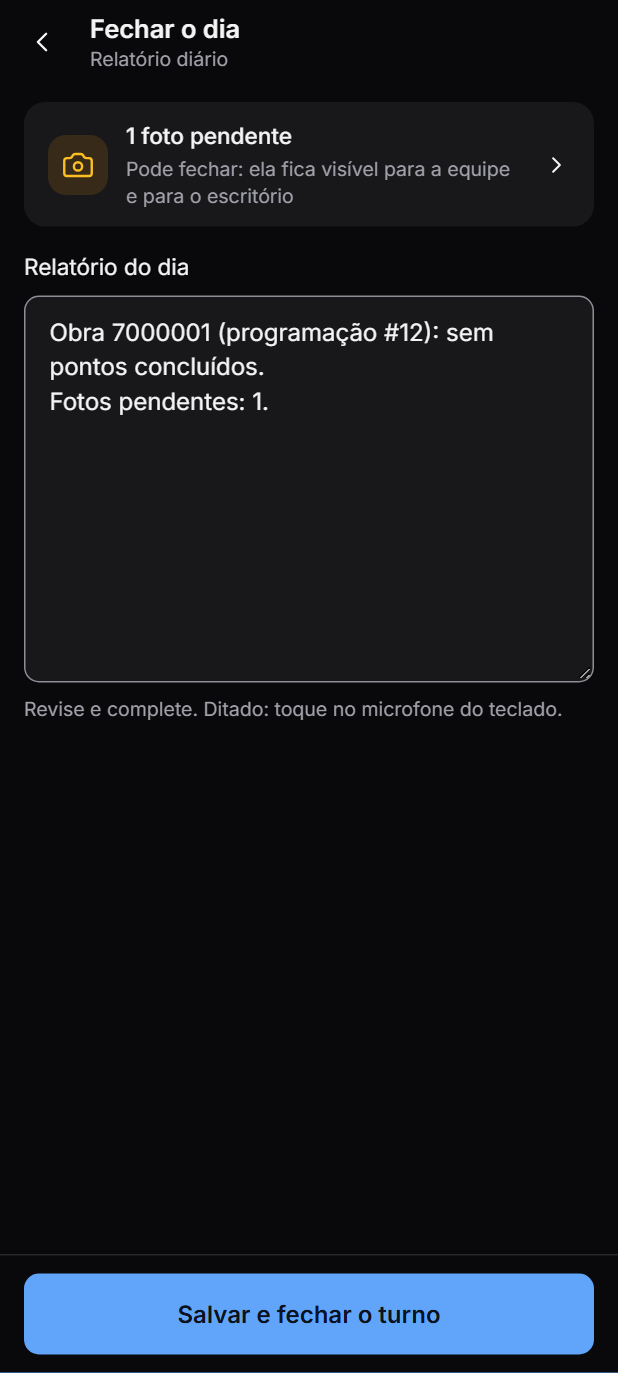 Fechar o dia
Relatório diário
1 foto pendente
Pode fechar: ela fica visível para a equipe
e para o escritório
Relatório do dia
Obra 7000001 (programação #12): sem
pontos concluídos.
Fotos pendentes: 1.
Revise e complete. Ditado: toque no microfone do teclado.
Salvar e fechar o turno